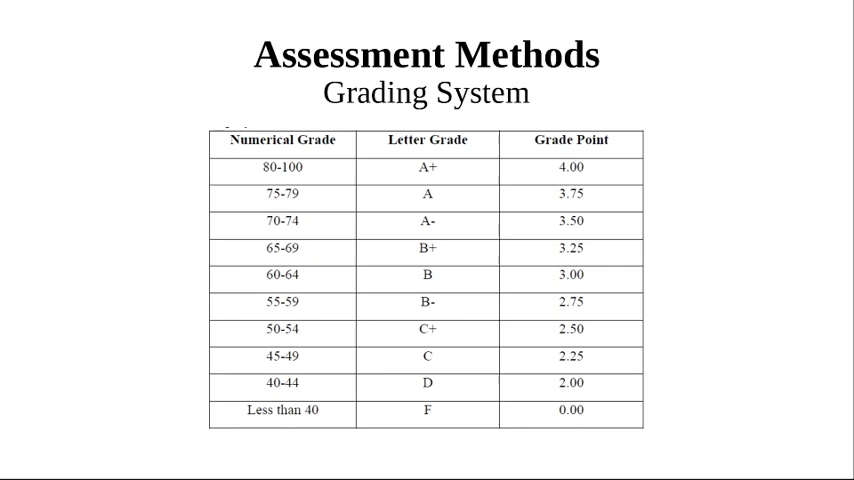 Assessment Methods
Grading System
Numerical Grade Letter Grade Grade Point
80-100 A+ 4.00
75-79 A 3.75
70-74 A- 3.50
65-69 B+ 3.25
60-64 B 3.00
55-59 B- 2.75
50-54 C+ 2.50
45-49 C 2.25
40-44 D 2.00
Less than 40 F 0.00